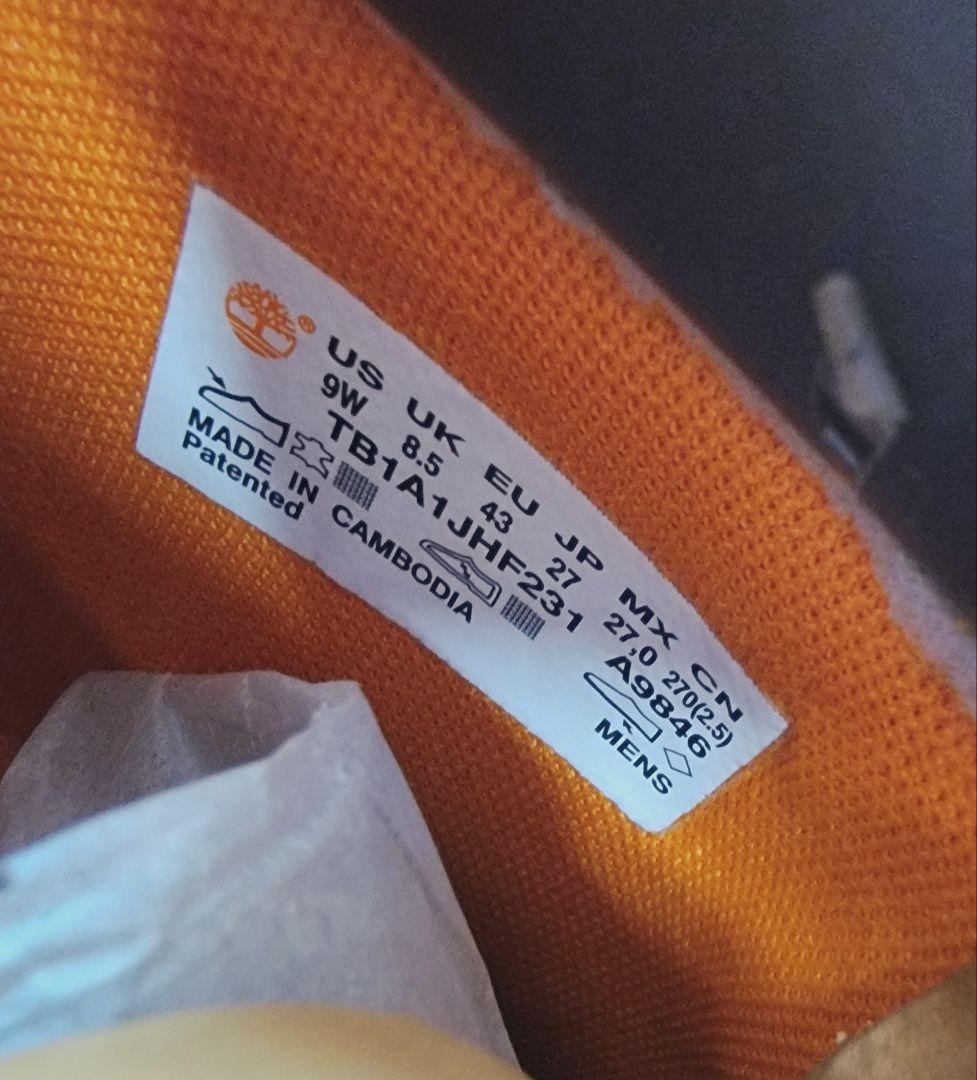 ®
US UK EU JP MX CN
9W 8.5 43 27 27,0 270(2.5)
TB1A1JHF231 A9846
MADE IN CAMBODIA MENS
Patented